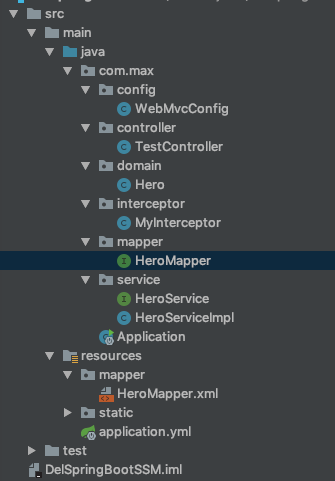 src
main
java
com.max
config
WebMvcConfig
controller
TestController
domain
Hero
interceptor
MyInterceptor
mapper
HeroMapper
service
HeroService
HeroServiceImpl
Application
resources
mapper
HeroMapper.xml
static
application.yml
test
DelSpringBootSSM.iml